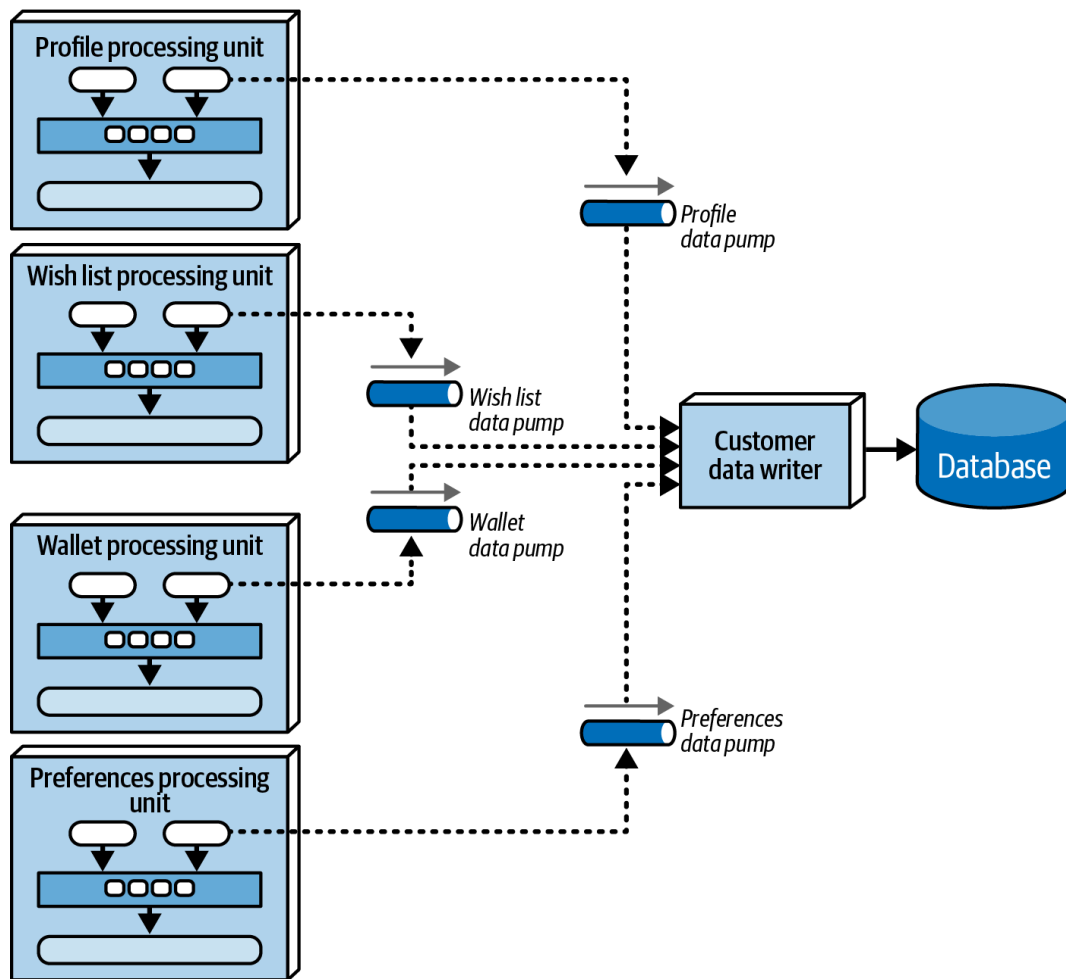 Profile processing unit
Profile
data pump
Wish list processing unit
Wish list
data pump
Customer
data writer
Database
Wallet processing unit
Wallet
data pump
Preferences
data pump
Preferences processing
unit